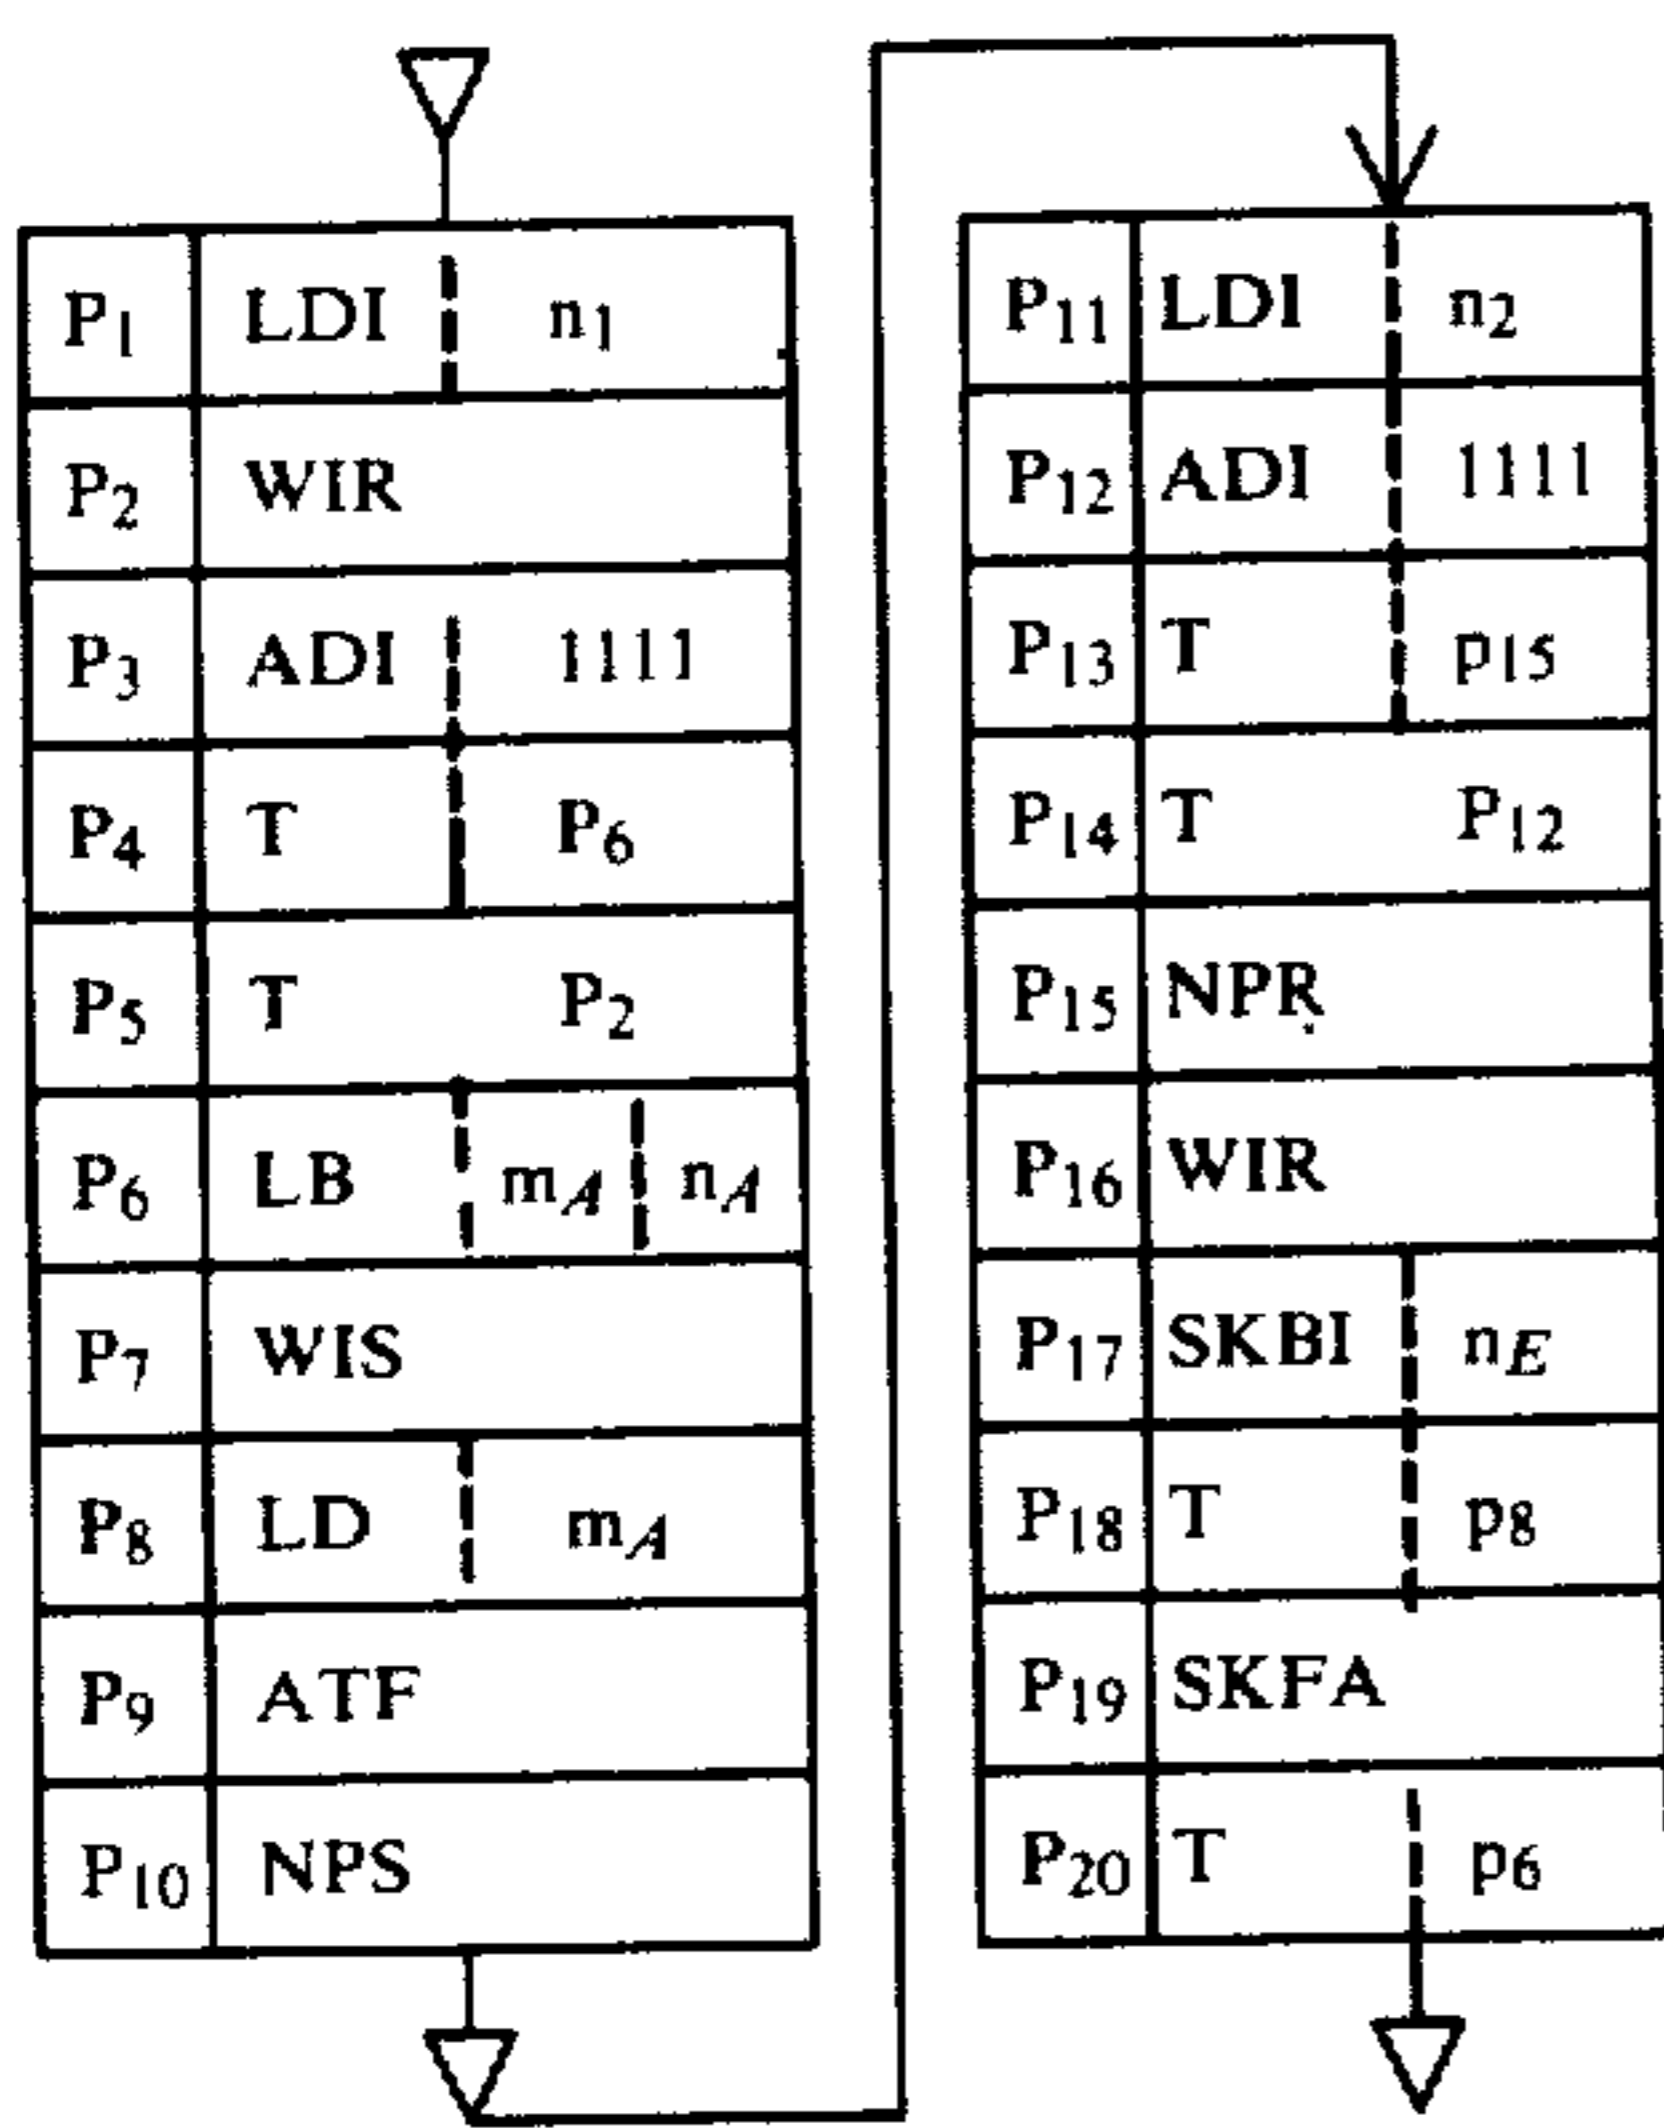 P1 LDI n1
P2 WIR
P3 ADI 1111
P4 T P6
P5 T P2
P6 LB mA nA
P7 WIS
P8 LD mA
P9 ATF
P10 NPS
P11 LDI n2
P12 ADI 1111
P13 T p15
P14 T P12
P15 NPR
P16 WIR
P17 SKBI nE
P18 T p8
P19 SKFA
P20 T p6